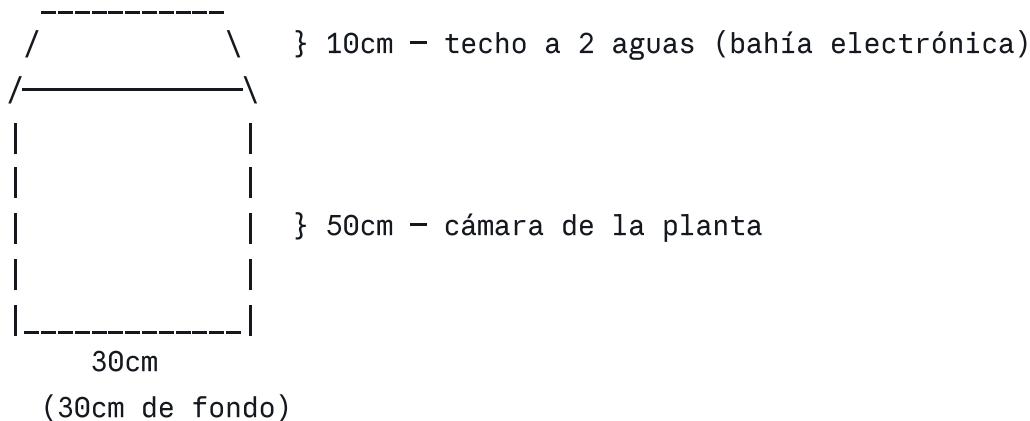 } 10cm — techo a 2 aguas (bahía electrónica)
} 50cm — cámara de la planta
30cm
(30cm de fondo)